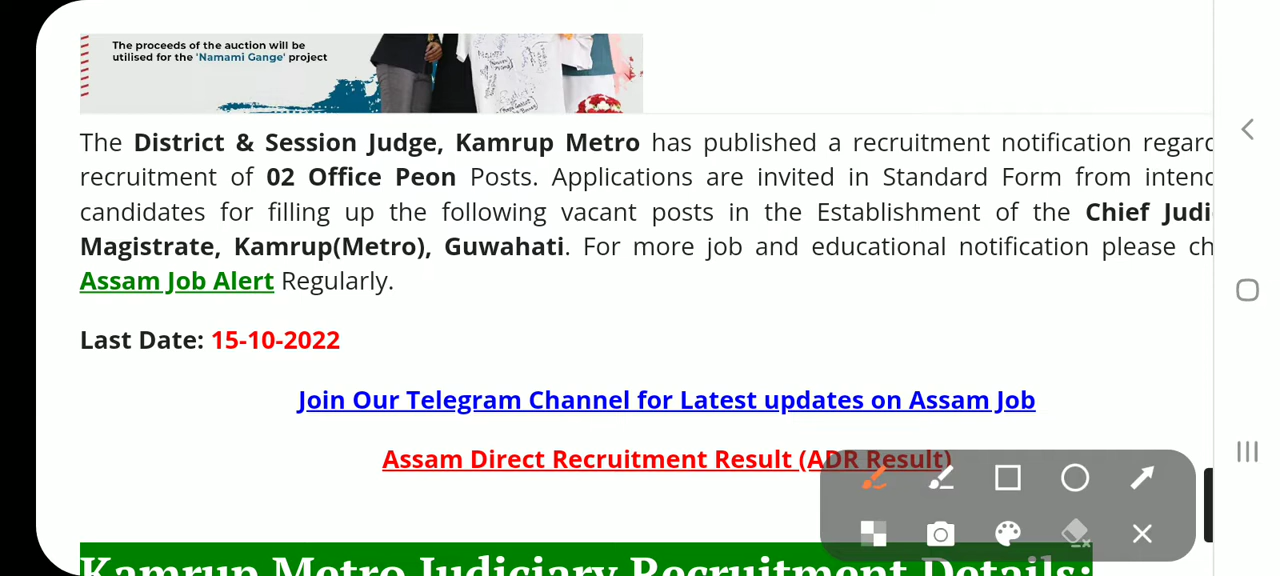 The proceeds of the auction will be
utilised for the 'Namami Gange' project
The District & Session Judge, Kamrup Metro has published a recruitment notification regard
recruitment of 02 Office Peon Posts. Applications are invited in Standard Form from intend
candidates for filling up the following vacant posts in the Establishment of the Chief Judi
Magistrate, Kamrup(Metro), Guwahati. For more job and educational notification please ch
Assam Job Alert Regularly.
Last Date: 15-10-2022
Join Our Telegram Channel for Latest updates on Assam Job
Assam Direct Recruitment Result (ADR Result)
Kamrup Metro Judiciary Recruitment Details: